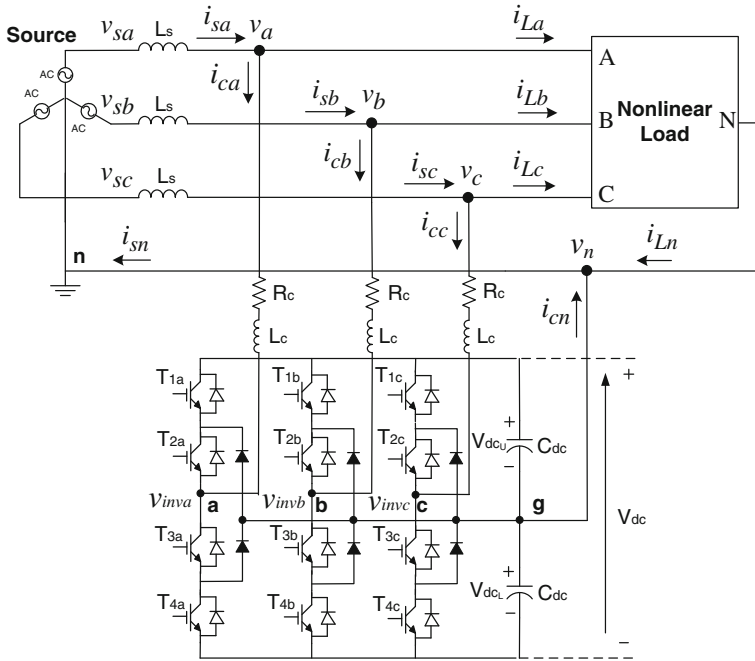 Source
v_sa L_s i_sa v_a i_La
AC i_ca A
AC AC
v_sb L_s i_sb v_b i_Lb B Nonlinear Load N
i_cb
v_sc L_s i_sc v_c i_Lc C
i_cc
n i_sn v_n i_Ln
R_c R_c R_c i_cn
L_c L_c L_c
T_1a T_1b T_1c +
T_2a T_2b T_2c V_dcU + − C_dc
v_inva a v_invb b v_invc c g V_dc
T_3a T_3b T_3c
T_4a T_4b T_4c V_dcL + − C_dc
−